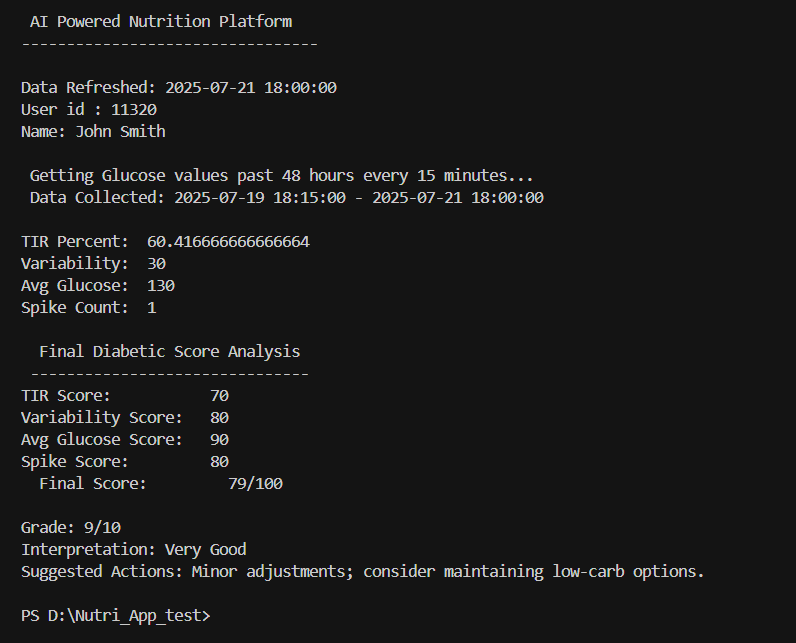 AI Powered Nutrition Platform
---------------------------------
Data Refreshed: 2025-07-21 18:00:00
User id : 11320
Name: John Smith
Getting Glucose values past 48 hours every 15 minutes...
Data Collected: 2025-07-19 18:15:00 - 2025-07-21 18:00:00
TIR Percent:  60.416666666666664
Variability:  30
Avg Glucose:  130
Spike Count:  1
Final Diabetic Score Analysis
-------------------------------
TIR Score:           70
Variability Score:   80
Avg Glucose Score:   90
Spike Score:         80
Final Score:         79/100
Grade: 9/10
Interpretation: Very Good
Suggested Actions: Minor adjustments; consider maintaining low-carb options.
PS D:\Nutri_App_test>